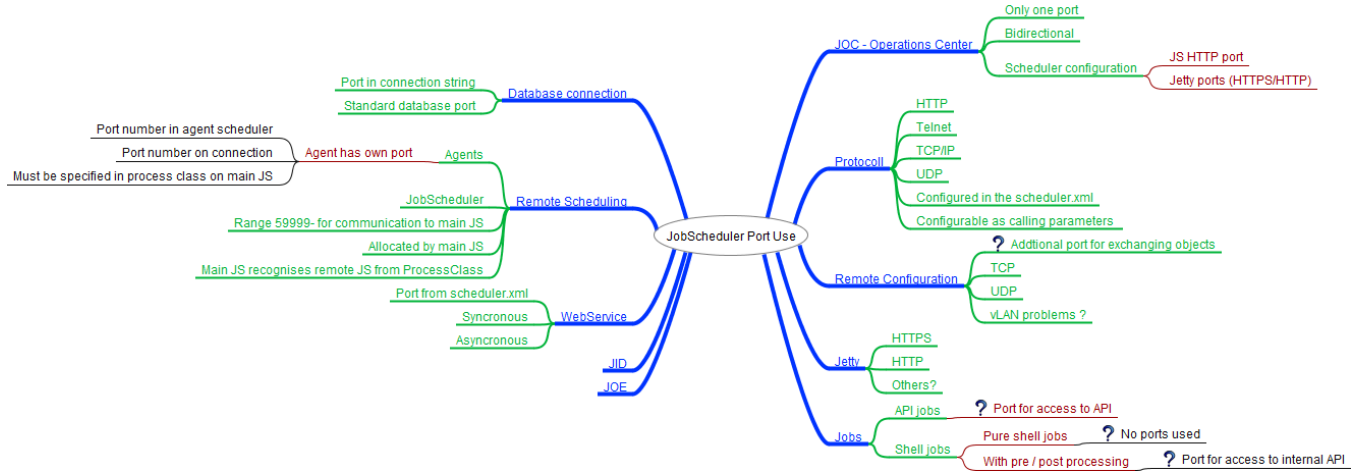 JobScheduler Port Use
JOC - Operations Center
Only one port
Bidirectional
Scheduler configuration
JS HTTP port
Jetty ports (HTTPS/HTTP)
Protocoll
HTTP
Telnet
TCP/IP
UDP
Configured in the scheduler.xml
Configurable as calling parameters
Remote Configuration
? Addtional port for exchanging objects
TCP
UDP
vLAN problems ?
Jetty
HTTPS
HTTP
Others?
Jobs
API jobs
? Port for access to API
Shell jobs
Pure shell jobs
? No ports used
With pre / post processing
? Port for access to internal API
Database connection
Port in connection string
Standard database port
Remote Scheduling
Agents
Agent has own port
Port number in agent scheduler
Port number on connection
Must be specified in process class on main JS
JobScheduler
Range 59999- for communication to main JS
Allocated by main JS
Main JS recognises remote JS from ProcessClass
WebService
Port from scheduler.xml
Syncronous
Asyncronous
JID
JOE